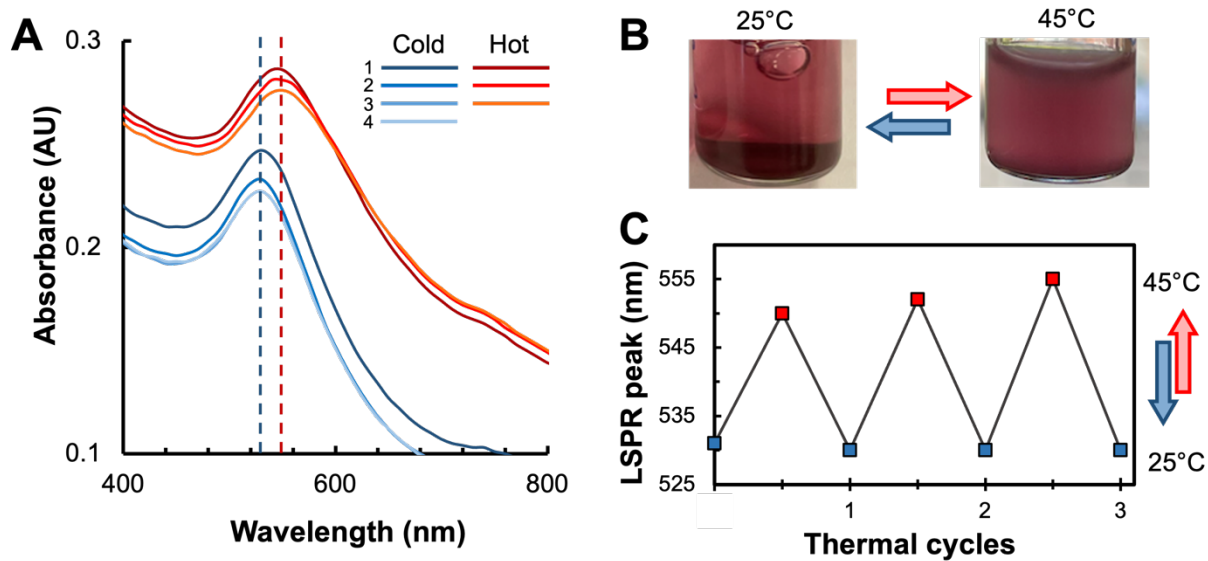 A
0.3
0.2
0.1
Absorbance (AU)
Cold Hot
1
2
3
4
400 600 800
Wavelength (nm)
B
25°C
45°C
C
555
545
535
525
LSPR peak (nm)
1 2 3
Thermal cycles
45°C
25°C